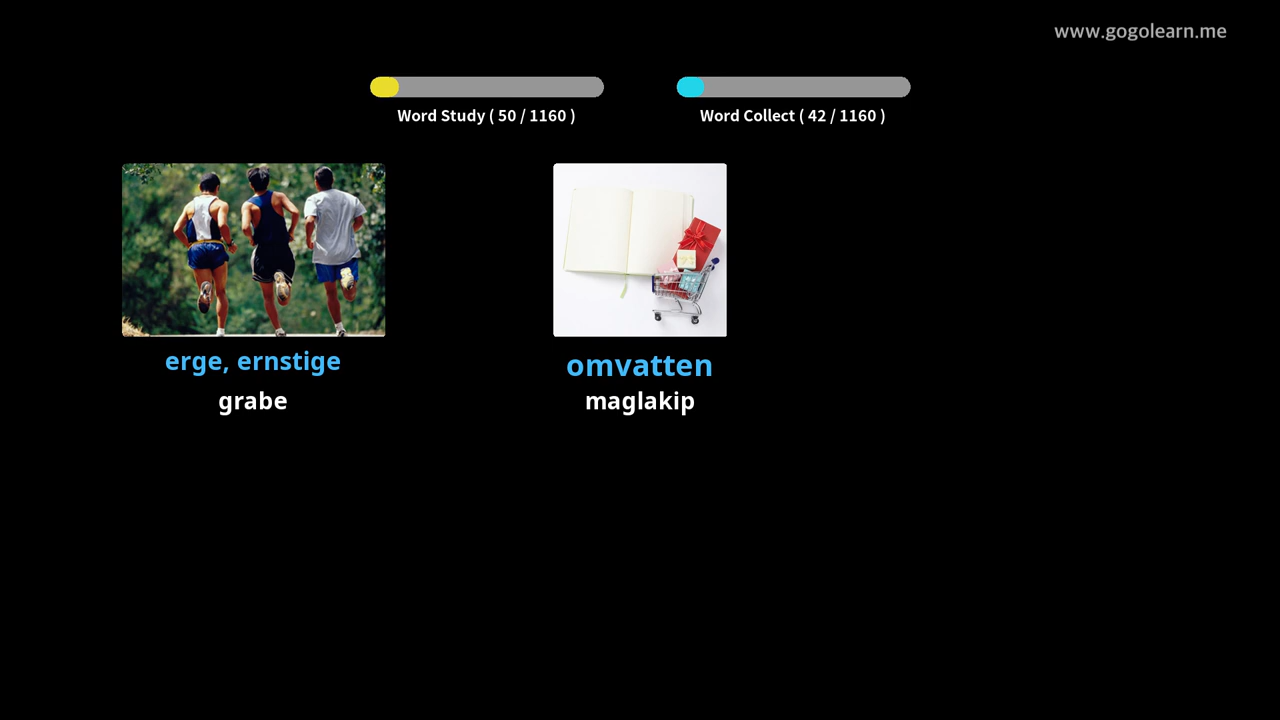 www.gogolearn.me
Word Study ( 50 / 1160 )
Word Collect ( 42 / 1160 )
erge, ernstige
grabe
omvatten
maglakip